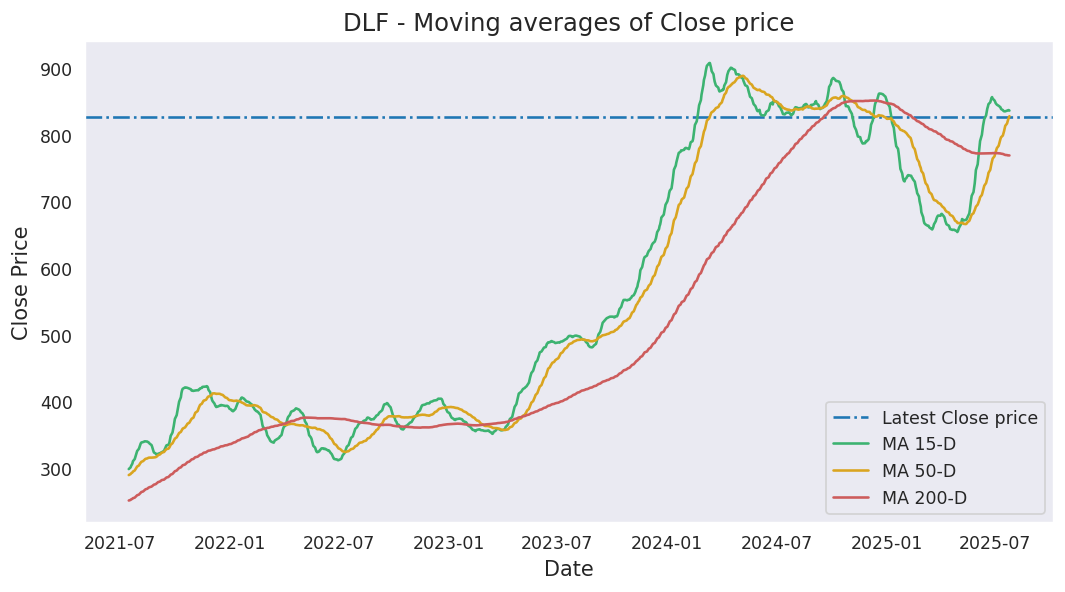 DLF - Moving averages of Close price
Close Price
900
800
700
600
500
400
300
Latest Close price
MA 15-D
MA 50-D
MA 200-D
2021-07 2022-01 2022-07 2023-01 2023-07 2024-01 2024-07 2025-01 2025-07
Date